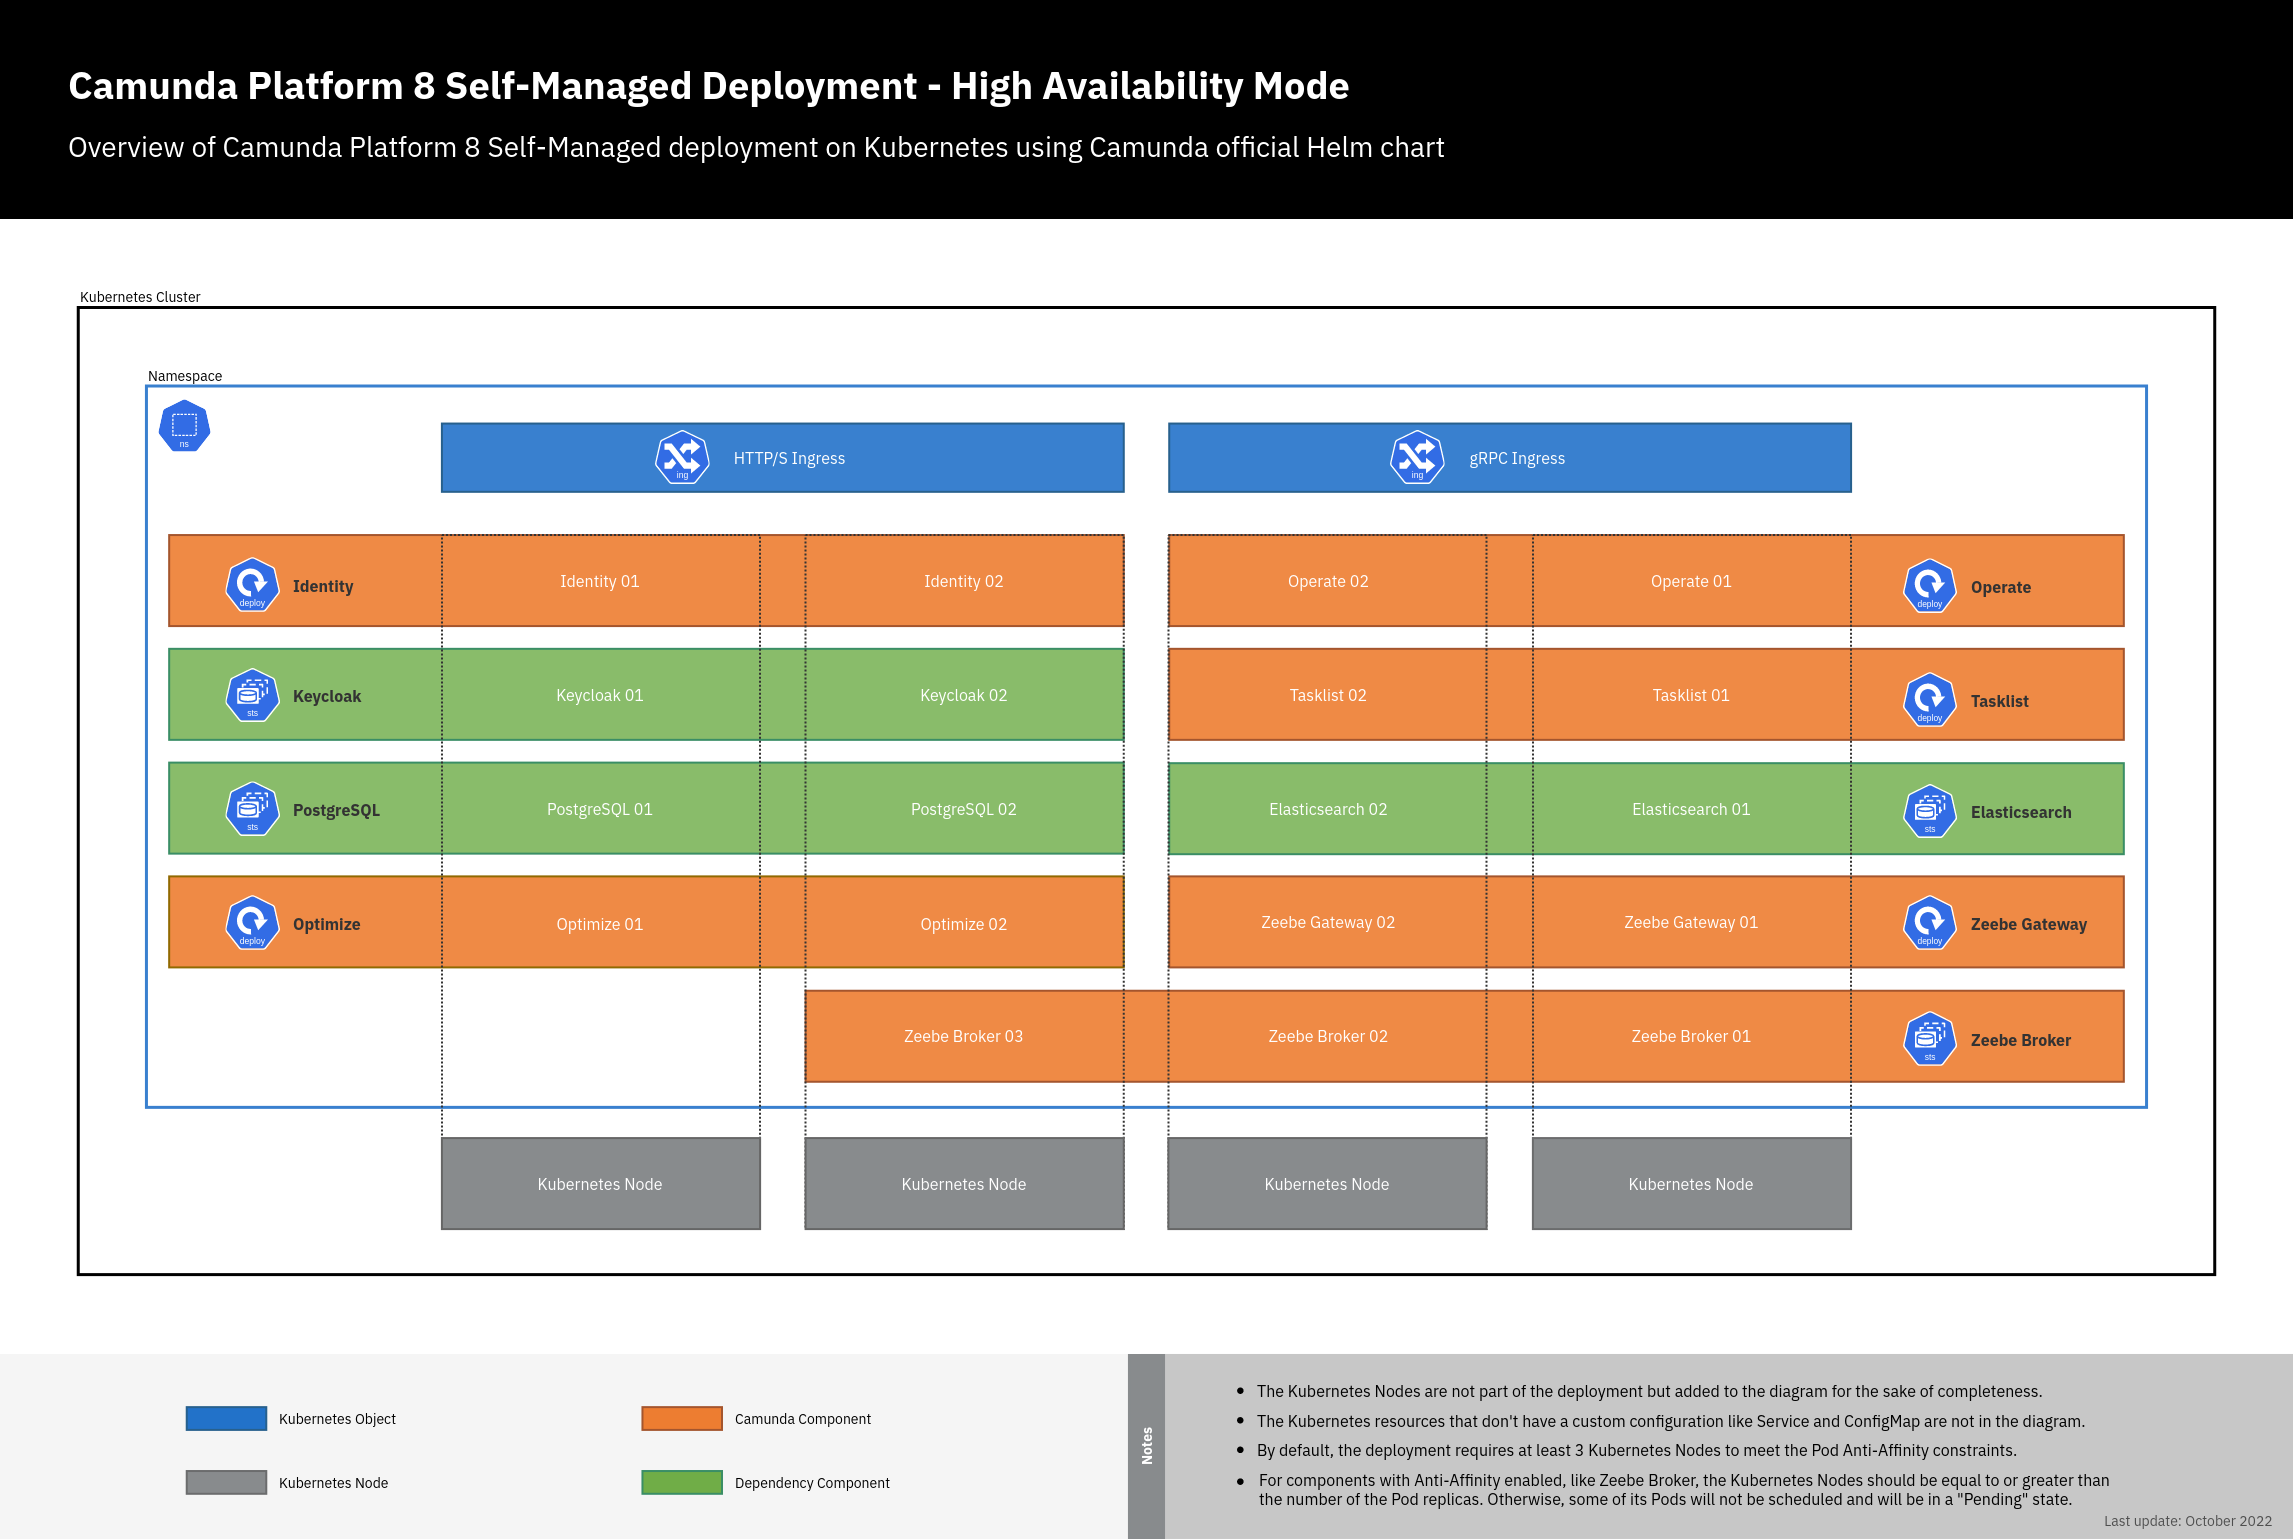 Camunda Platform 8 Self-Managed Deployment - High Availability Mode
Overview of Camunda Platform 8 Self-Managed deployment on Kubernetes using Camunda official Helm chart
Kubernetes Cluster
Namespace
ns
ing
HTTP/S Ingress
ing
gRPC Ingress
deploy
Identity
Identity 01
Identity 02
Operate 02
Operate 01
deploy
Operate
sts
Keycloak
Keycloak 01
Keycloak 02
Tasklist 02
Tasklist 01
deploy
Tasklist
sts
PostgreSQL
PostgreSQL 01
PostgreSQL 02
Elasticsearch 02
Elasticsearch 01
sts
Elasticsearch
deploy
Optimize
Optimize 01
Optimize 02
Zeebe Gateway 02
Zeebe Gateway 01
deploy
Zeebe Gateway
Zeebe Broker 03
Zeebe Broker 02
Zeebe Broker 01
sts
Zeebe Broker
Kubernetes Node
Kubernetes Node
Kubernetes Node
Kubernetes Node
Kubernetes Object
Camunda Component
Kubernetes Node
Dependency Component
Notes
• The Kubernetes Nodes are not part of the deployment but added to the diagram for the sake of completeness.
• The Kubernetes resources that don't have a custom configuration like Service and ConfigMap are not in the diagram.
• By default, the deployment requires at least 3 Kubernetes Nodes to meet the Pod Anti-Affinity constraints.
• For components with Anti-Affinity enabled, like Zeebe Broker, the Kubernetes Nodes should be equal to or greater than
the number of the Pod replicas. Otherwise, some of its Pods will not be scheduled and will be in a "Pending" state.
Last update: October 2022